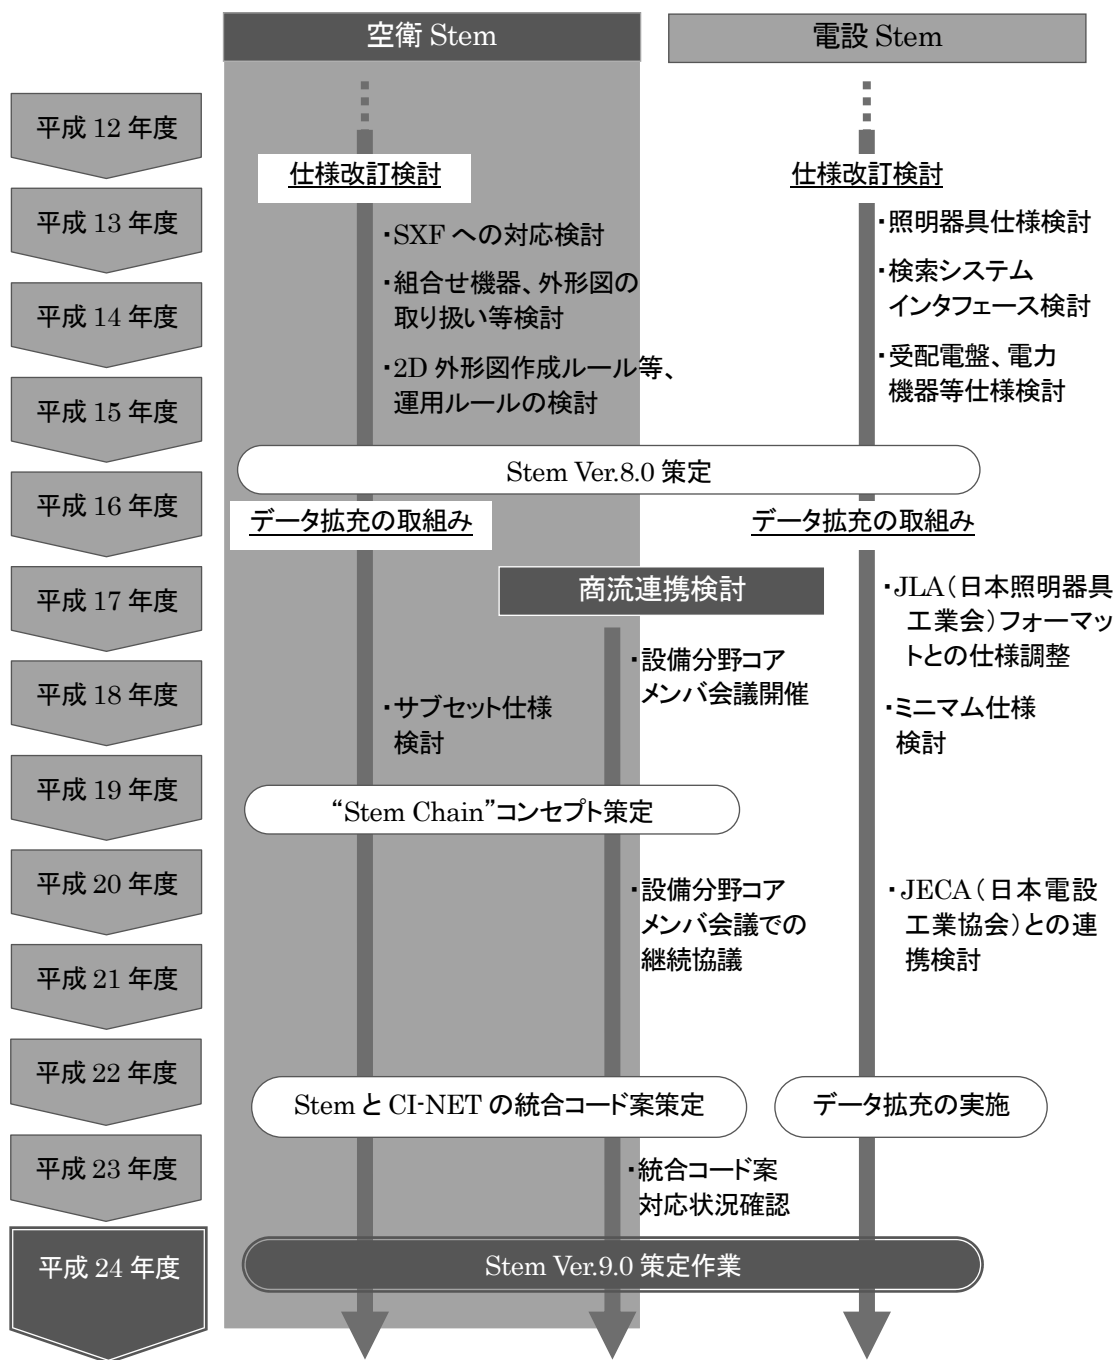 空衛 Stem
電設 Stem
平成 12 年度
仕様改訂検討
仕様改訂検討
平成 13 年度
・SXF への対応検討
・照明器具仕様検討
・組合せ機器、外形図の
取り扱い等検討
・検索システム
インタフェース検討
平成 14 年度
・2D 外形図作成ルール等、
運用ルールの検討
・受配電盤、電力
機器等仕様検討
平成 15 年度
Stem Ver.8.0 策定
平成 16 年度
データ拡充の取組み
データ拡充の取組み
平成 17 年度
商流連携検討
・JLA（日本照明器具
工業会）フォーマッ
トとの仕様調整
・設備分野コア
メンバ会議開催
平成 18 年度
・サブセット仕様
検討
・ミニマム仕様
検討
平成 19 年度
“Stem Chain”コンセプト策定
平成 20 年度
・設備分野コア
メンバ会議での
継続協議
・JECA（日本電設
工業協会）との連
携検討
平成 21 年度
平成 22 年度
Stem と CI-NET の統合コード案策定
データ拡充の実施
平成 23 年度
・統合コード案
対応状況確認
平成 24 年度
Stem Ver.9.0 策定作業